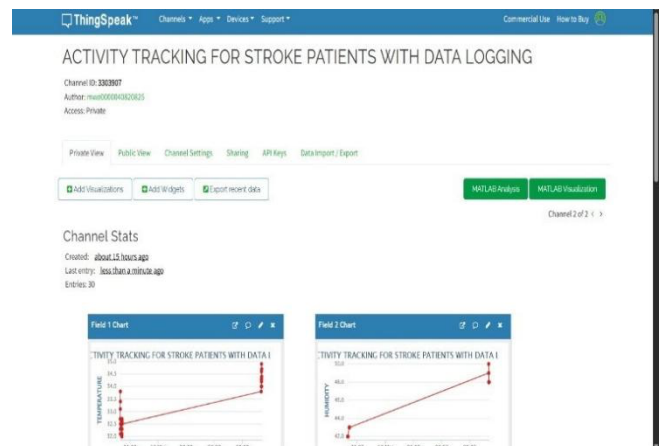 ThingSpeak™ Channels Apps Devices Support Commercial Use How to Buy
ACTIVITY TRACKING FOR STROKE PATIENTS WITH DATA LOGGING
Channel ID: 3303907
Author:
Access: Private
Private View Public View Channel Settings Sharing API Keys Data Import / Export
Add Visualizations Add Widgets Export recent data MATLAB Analysis MATLAB Visualization
Channel 2 of 2 < >
Channel Stats
Created: about 15 hours ago
Last entry: less than a minute ago
Entries: 30
Field 1 Chart
CTIVITY TRACKING FOR STROKE PATIENTS WITH DATA L
TEMPERATURE
Field 2 Chart
CTIVITY TRACKING FOR STROKE PATIENTS WITH DATA L
HUMIDITY